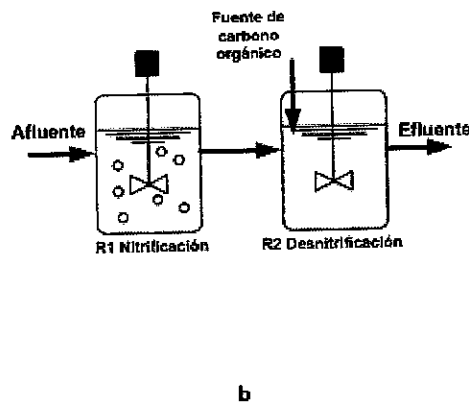 Fuente de
carbono
orgánico
Afluente
Efluente
R1 Nitrificación
R2 Desnitrificación
b